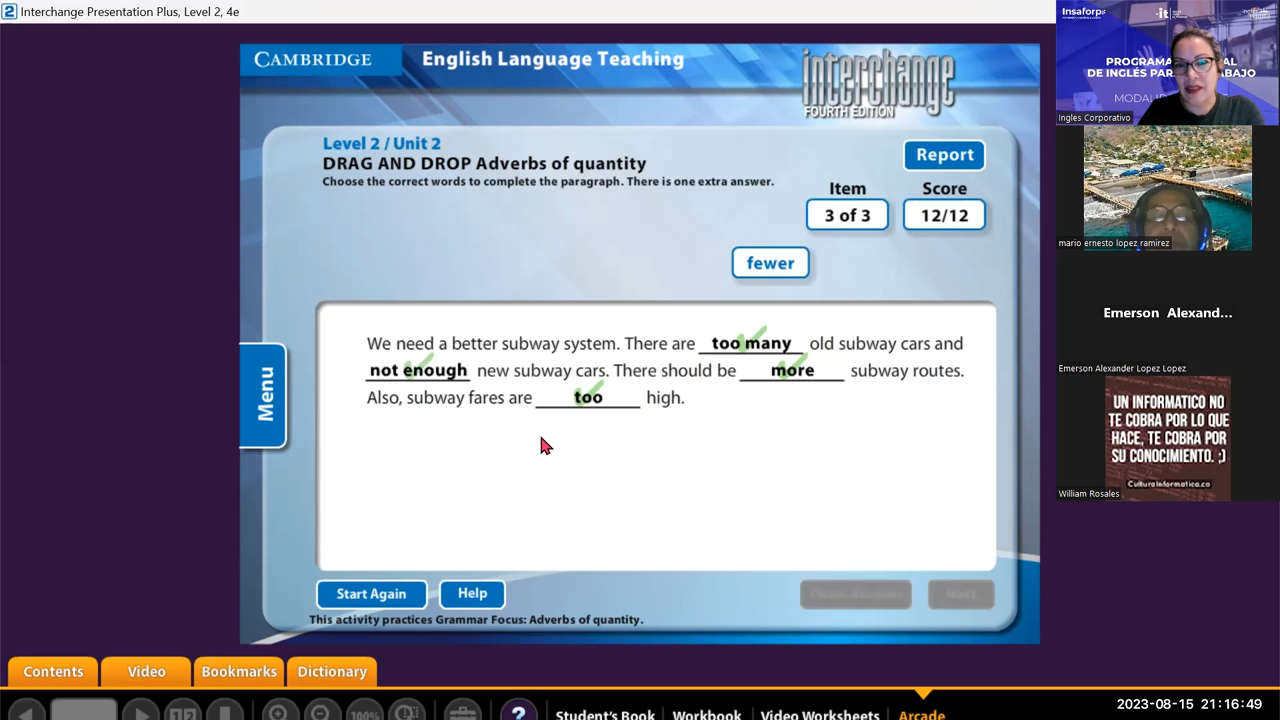 Interchange Presentation Plus, Level 2, 4e
CAMBRIDGE
English Language Teaching
interchange
FOURTH EDITION
Level 2 / Unit 2
DRAG AND DROP Adverbs of quantity
Choose the correct words to complete the paragraph. There is one extra answer.
Report
Item
Score
3 of 3
12/12
fewer
We need a better subway system. There are too many old subway cars and
not enough new subway cars. There should be more subway routes.
Also, subway fares are too high.
Menu
Start Again
Help
Next
This activity practices Grammar Focus: Adverbs of quantity.
Contents
Video
Bookmarks
Dictionary
100%
?
Student's Book
Workbook
Video Worksheets
Arcade
Insaforp
Ingles Corporativo
mario ernesto lopez ramirez
Emerson Alexand...
Emerson Alexander Lopez Lopez
UN INFORMATICO NO
TE COBRA POR LO QUE
HACE, TE COBRA POR
SU CONOCIMIENTO. ;)
CulturaInformatica.co
William Rosales
2023-08-15 21:16:49